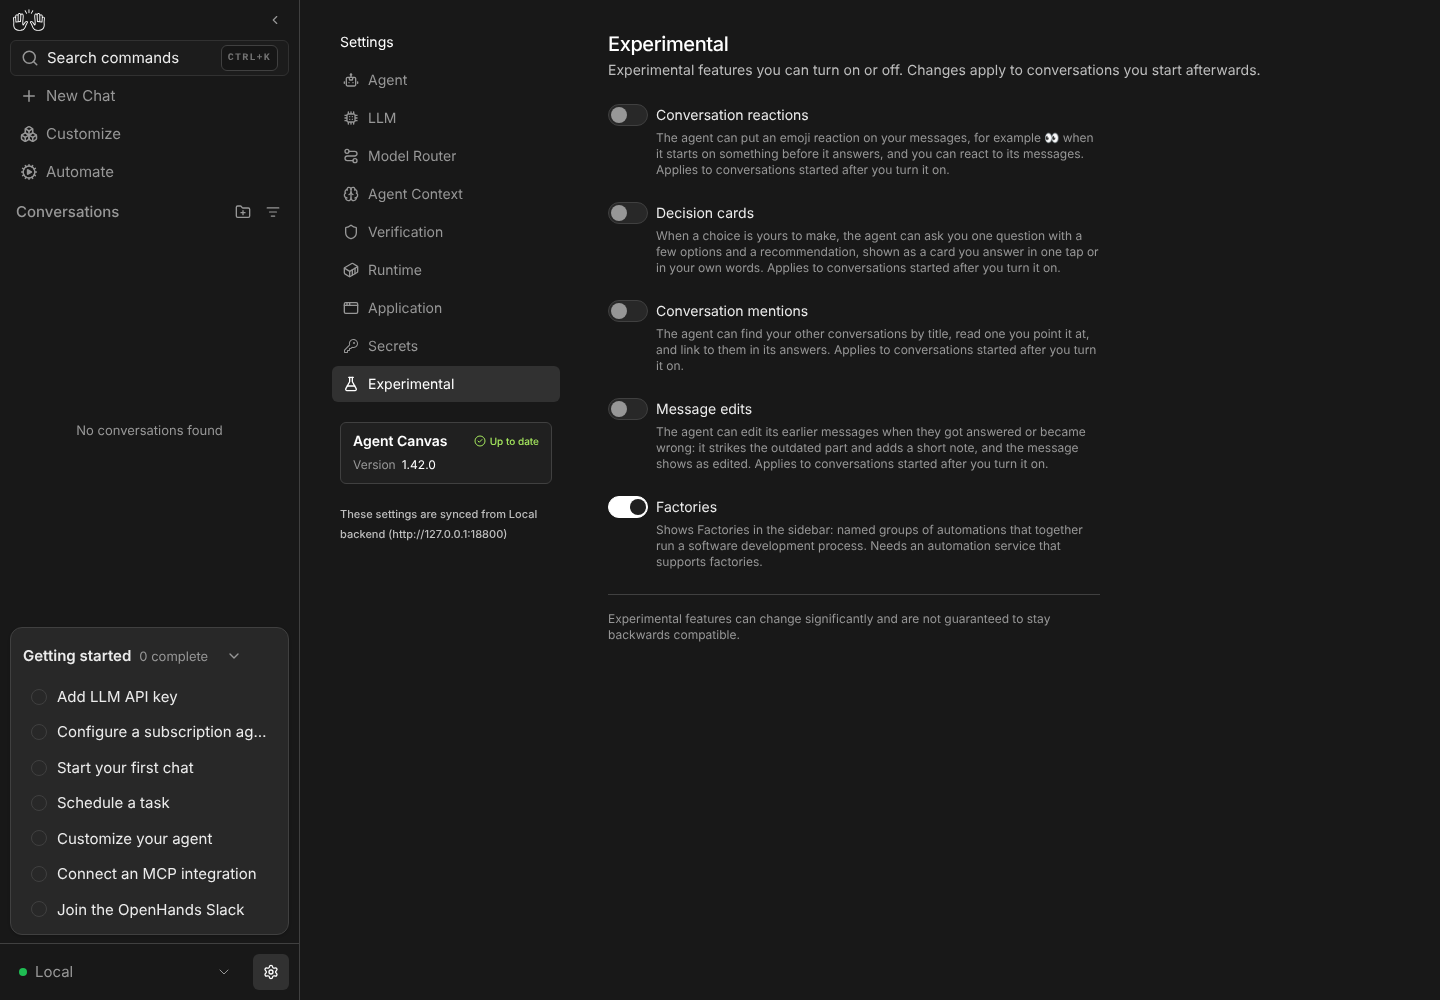 Search commands
CTRL+K
New Chat
Customize
Automate
Conversations
No conversations found
Getting started 0 complete
Add LLM API key
Configure a subscription ag...
Start your first chat
Schedule a task
Customize your agent
Connect an MCP integration
Join the OpenHands Slack
Local
Settings
Agent
LLM
Model Router
Agent Context
Verification
Runtime
Application
Secrets
Experimental
Agent Canvas
Up to date
Version 1.42.0
These settings are synced from Local
backend (http://127.0.0.1:18800)
Experimental
Experimental features you can turn on or off. Changes apply to conversations you start afterwards.
Conversation reactions
The agent can put an emoji reaction on your messages, for example 👀 when
it starts on something before it answers, and you can react to its messages.
Applies to conversations started after you turn it on.
Decision cards
When a choice is yours to make, the agent can ask you one question with a
few options and a recommendation, shown as a card you answer in one tap or
in your own words. Applies to conversations started after you turn it on.
Conversation mentions
The agent can find your other conversations by title, read one you point it at,
and link to them in its answers. Applies to conversations started after you turn
it on.
Message edits
The agent can edit its earlier messages when they got answered or became
wrong: it strikes the outdated part and adds a short note, and the message
shows as edited. Applies to conversations started after you turn it on.
Factories
Shows Factories in the sidebar: named groups of automations that together
run a software development process. Needs an automation service that
supports factories.
Experimental features can change significantly and are not guaranteed to stay
backwards compatible.